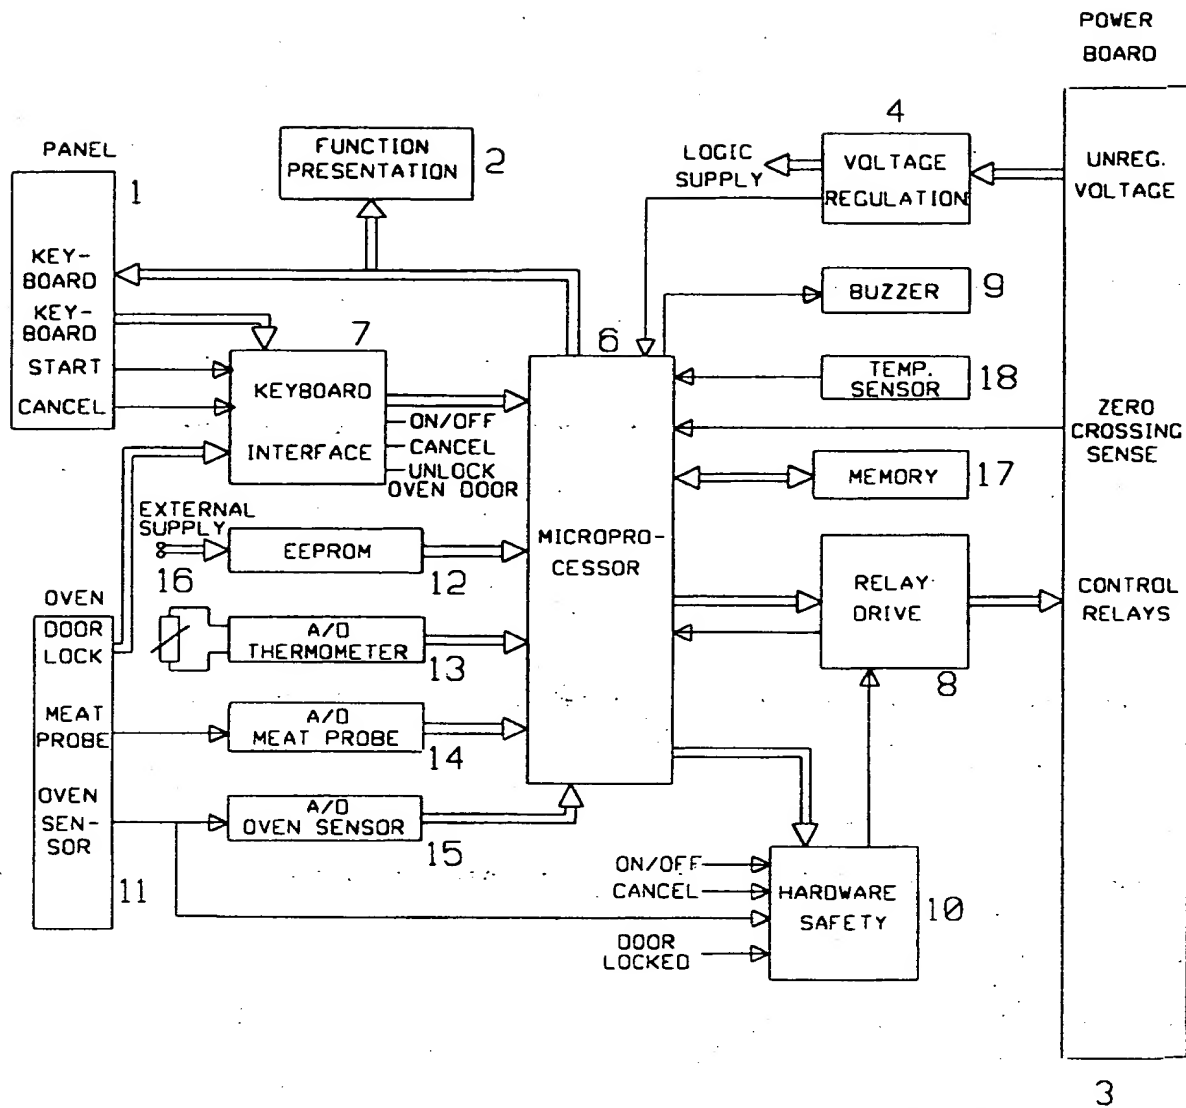 POWER
BOARD
4
PANEL
1
FUNCTION
PRESENTATION
2
LOGIC
SUPPLY
VOLTAGE
REGULATION
UNREG.
VOLTAGE
KEY-
BOARD
KEY-
BOARD
START
CANCEL
7
KEYBOARD
INTERFACE
ON/OFF
CANCEL
UNLOCK
OVEN DOOR
6
MICROPRO-
CESSOR
BUZZER
9
TEMP.
SENSOR
18
ZERO
CROSSING
SENSE
MEMORY
17
EXTERNAL
SUPPLY
16
EEPROM
12
RELAY
DRIVE
8
CONTROL
RELAYS
OVEN
DOOR
LOCK
MEAT
PROBE
OVEN
SEN-
SOR
11
A/D
THERMOMETER
13
A/D
MEAT PROBE
14
A/D
OVEN SENSOR
15
ON/OFF
CANCEL
DOOR
LOCKED
HARDWARE
SAFETY
10
3